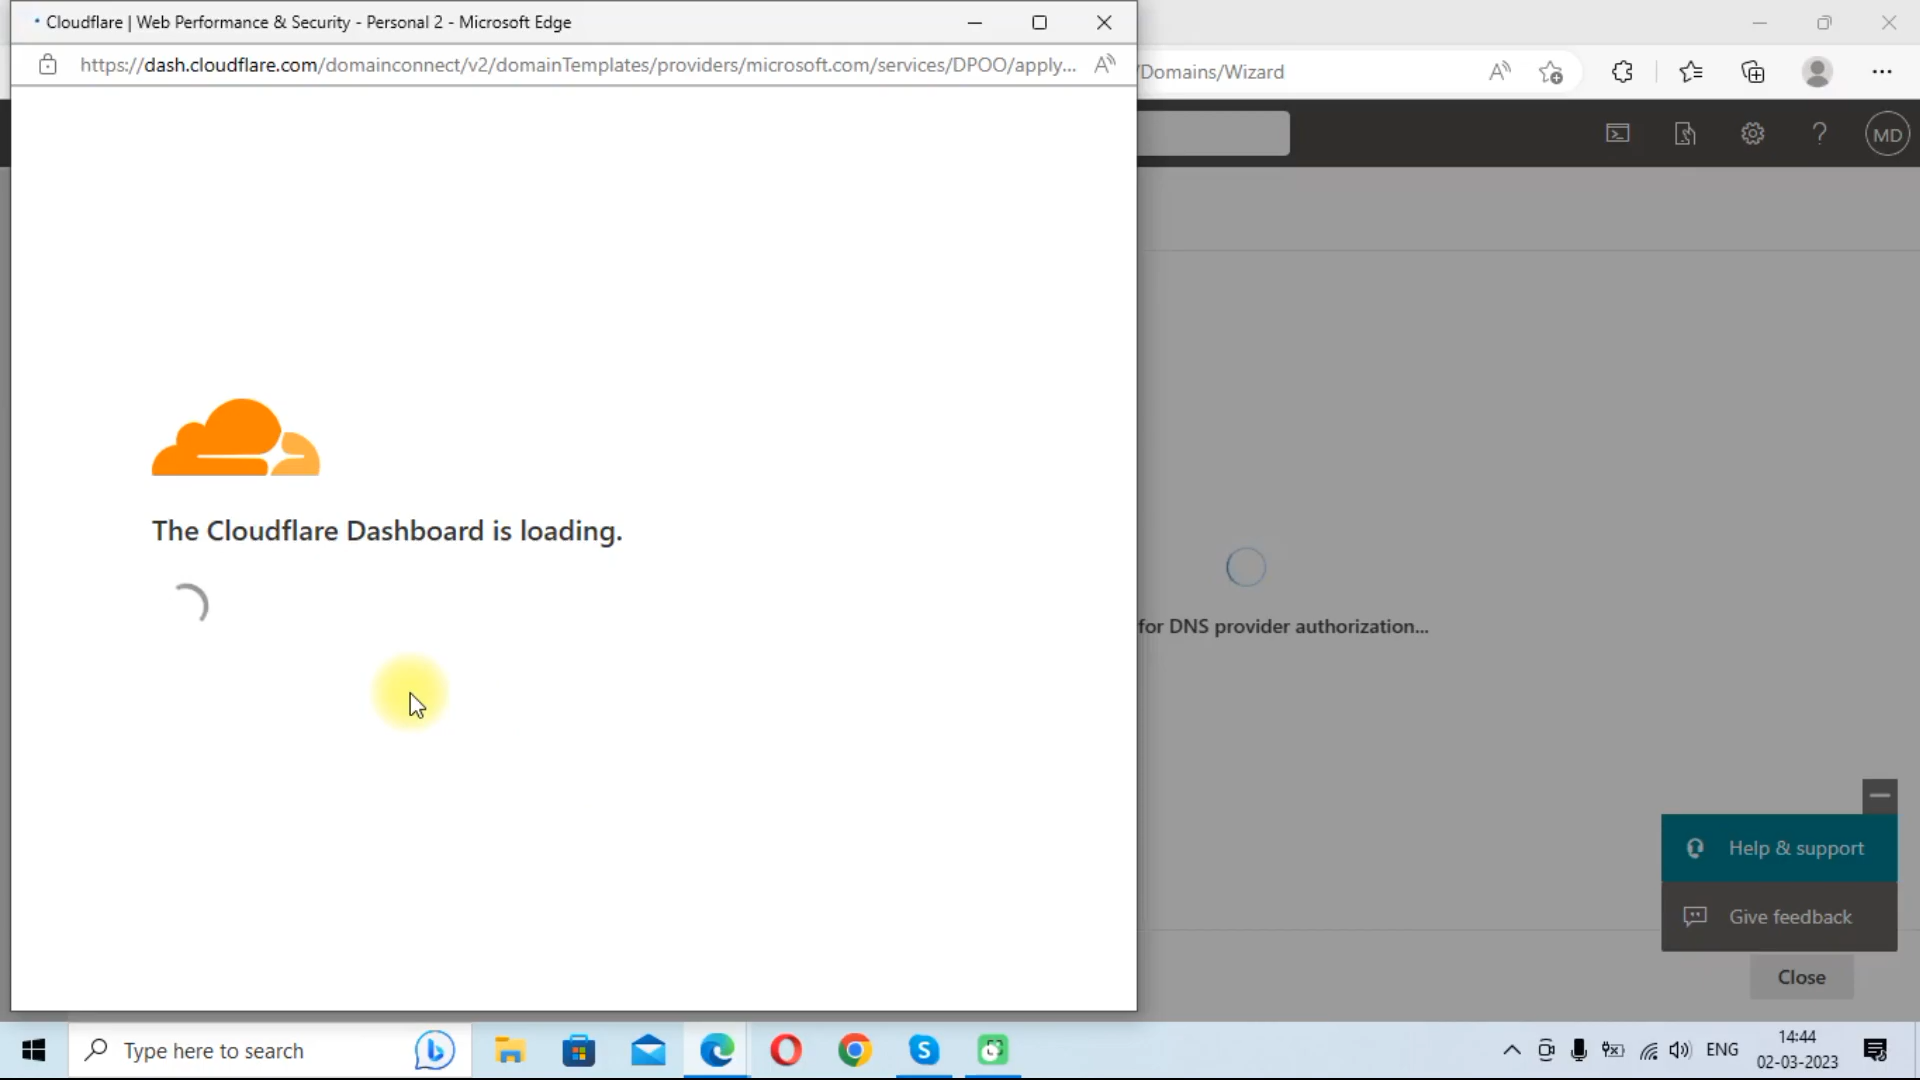 Cloudflare | Web Performance & Security - Personal 2 - Microsoft Edge
https://dash.cloudflare.com/domainconnect/v2/domainTemplates/providers/microsoft.com/services/DPOO/apply...
/Domains/Wizard
MD
The Cloudflare Dashboard is loading.
for DNS provider authorization...
Help & support
Give feedback
Close
Type here to search
ENG
14:44
02-03-2023